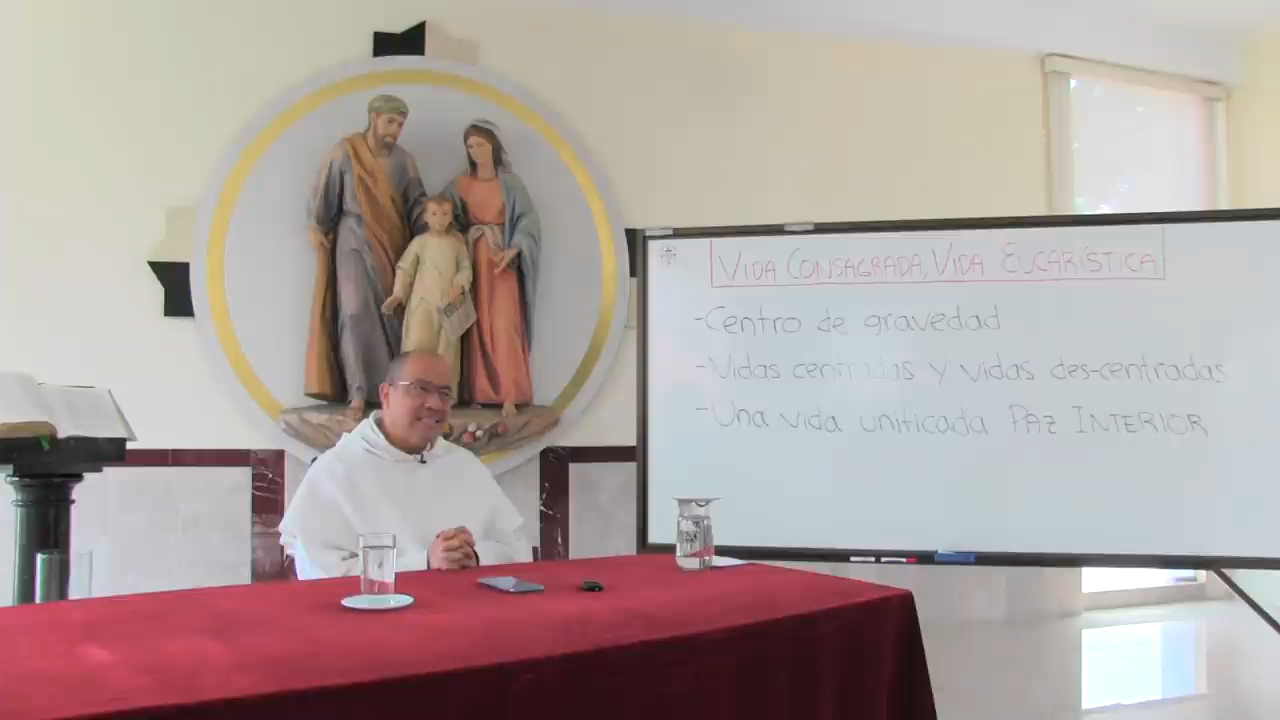 VIDA CONSAGRADA, VIDA EUCARÍSTICA
-Centro de gravedad
-Vidas centradas y vidas des-centradas
-Una vida unificada PAZ INTERIOR